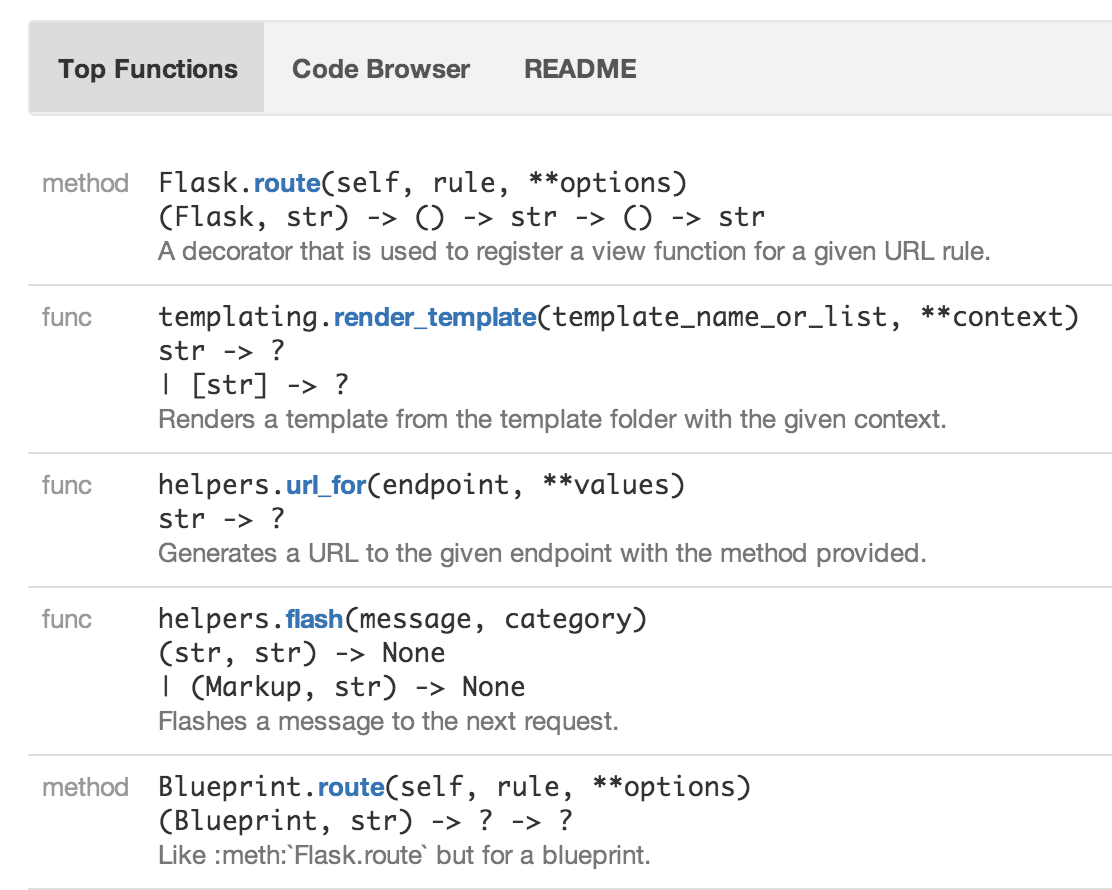 Top Functions Code Browser README
method Flask.route(self, rule, **options)
(Flask, str) -> () -> str -> () -> str
A decorator that is used to register a view function for a given URL rule.
func templating.render_template(template_name_or_list, **context)
str -> ?
| [str] -> ?
Renders a template from the template folder with the given context.
func helpers.url_for(endpoint, **values)
str -> ?
Generates a URL to the given endpoint with the method provided.
func helpers.flash(message, category)
(str, str) -> None
| (Markup, str) -> None
Flashes a message to the next request.
method Blueprint.route(self, rule, **options)
(Blueprint, str) -> ? -> ?
Like :meth:`Flask.route` but for a blueprint.